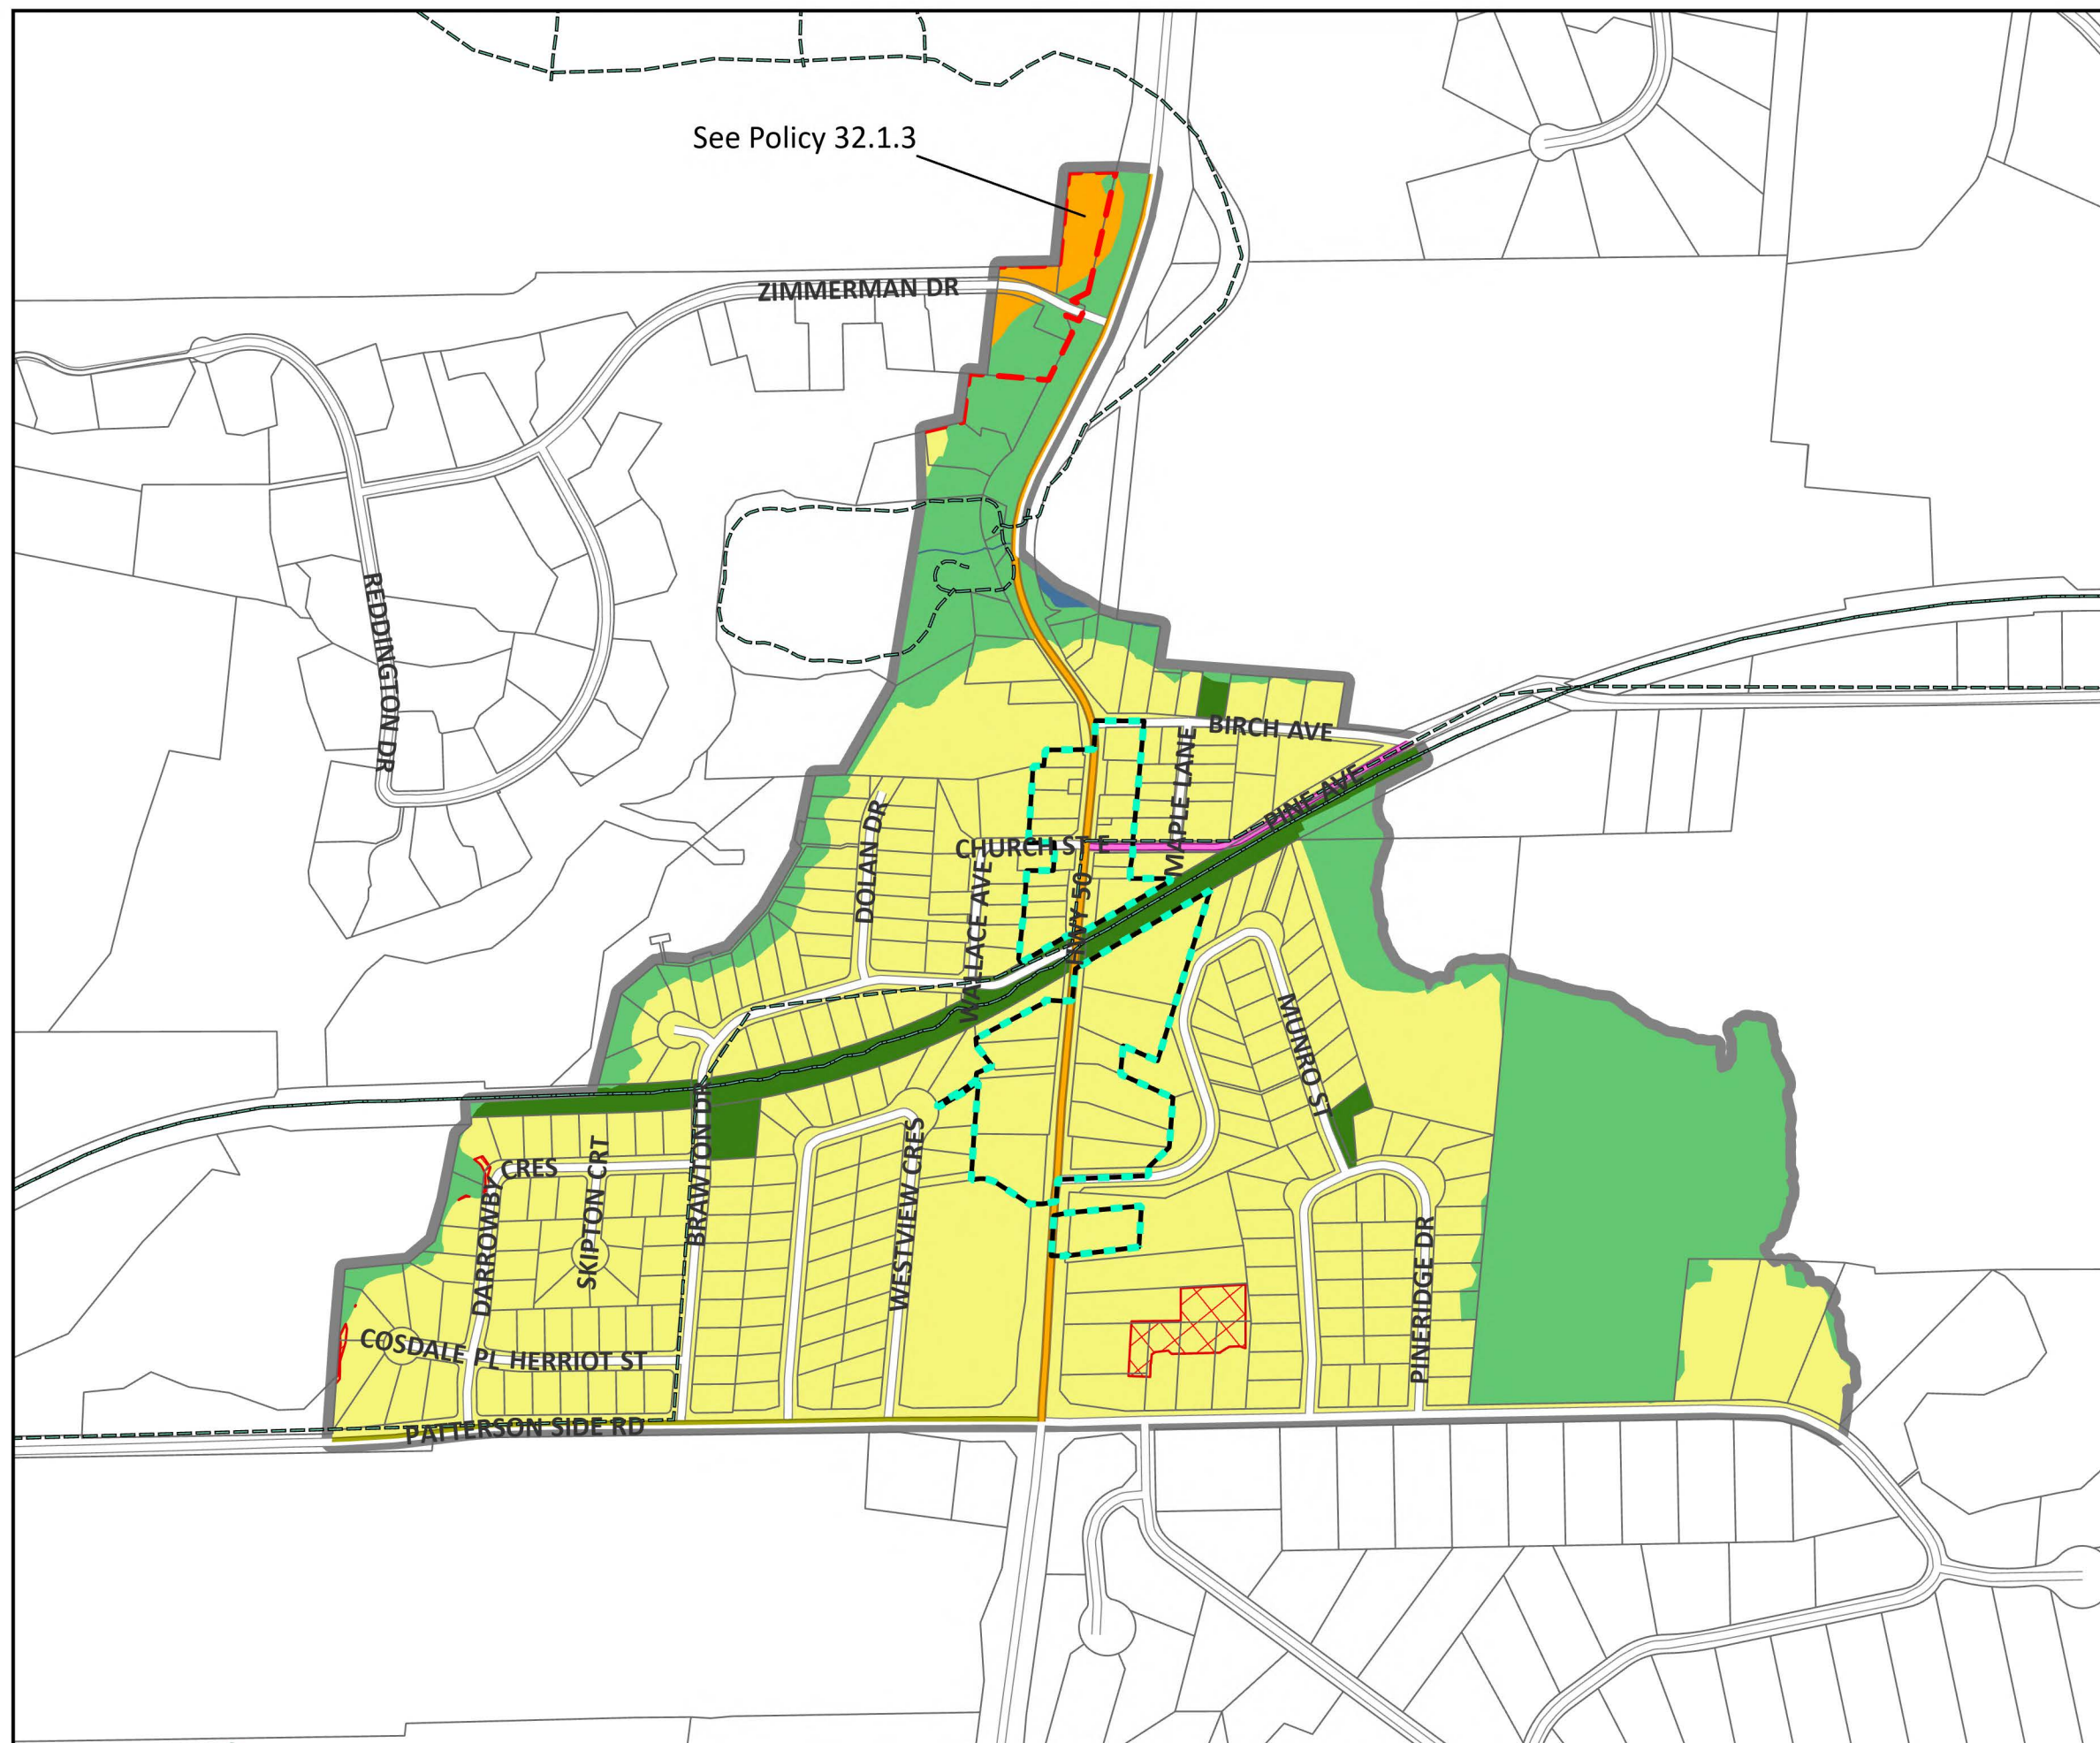 See Policy 32.1.3
ZIMMERMAN DR
REDDINGTON DR
BIRCH AVE
MAPLE LANE
PINE AVE
DOLAN DR
CHURCH ST E
WALLACE AVE
HWY 50
MUNRO ST
BRAWTON DR
CRES
SKIPTON CRT
DARROWBY
WESTVIEW CRES
PINERIDGE DR
COSDALE PL
HERRIOT ST
PATTERSON SIDE RD